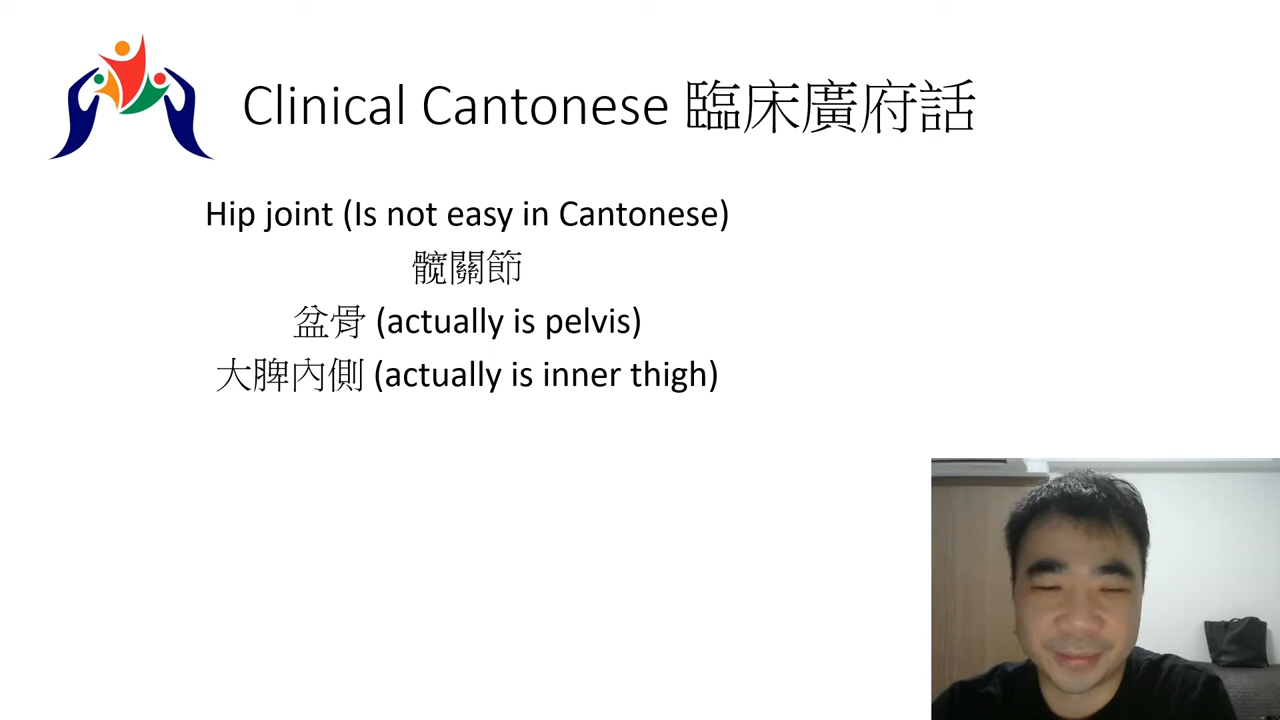 Clinical Cantonese 臨床廣府話
Hip joint (Is not easy in Cantonese)
髖關節
盆骨 (actually is pelvis)
大脾內側 (actually is inner thigh)